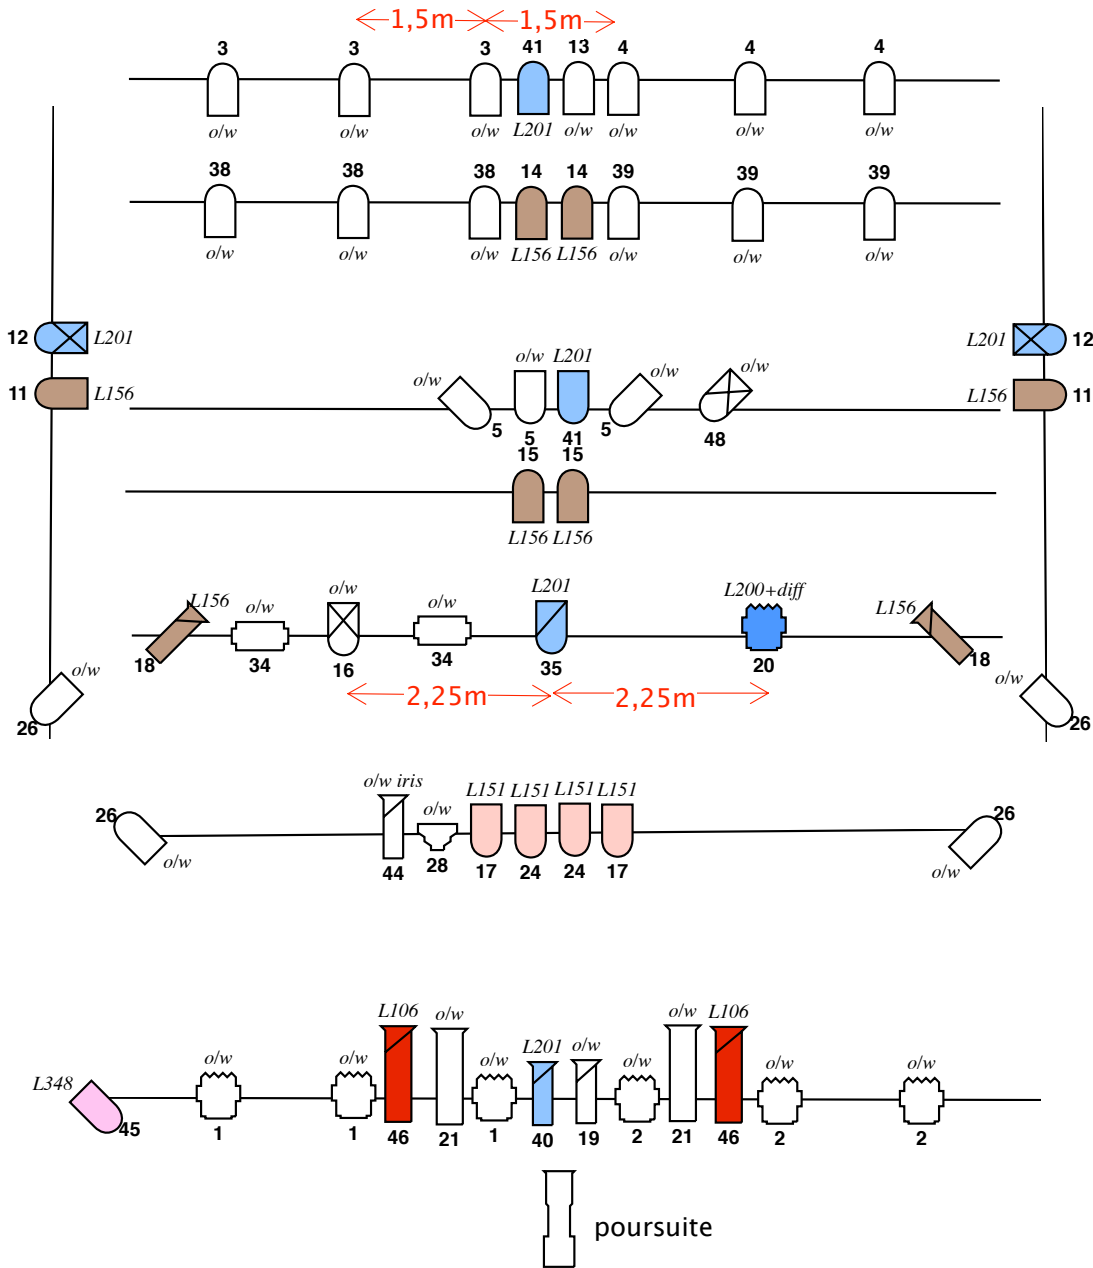 1,5m 1,5m
3 3 3 41 13 4 4 4
o/w o/w o/w L201 o/w o/w o/w o/w
38 38 38 14 14 39 39 39
o/w o/w o/w L156 L156 o/w o/w o/w
12 L201 L201 12
o/w L201 o/w o/w o/w
11 L156 L156 11
5 5 41 5 48
15 15
L156 L156
L156 o/w o/w o/w L201 L200+diff L156
18 34 16 34 35 20 18
o/w o/w
2,25m 2,25m
26 26
o/w iris o/w L151 L151 L151 L151
26 26
o/w o/w
44 28 17 24 24 17
L106 o/w o/w L106
L348 o/w o/w o/w L201 o/w o/w o/w o/w
45 1 1 46 21 1 40 19 2 21 46 2 2
poursuite